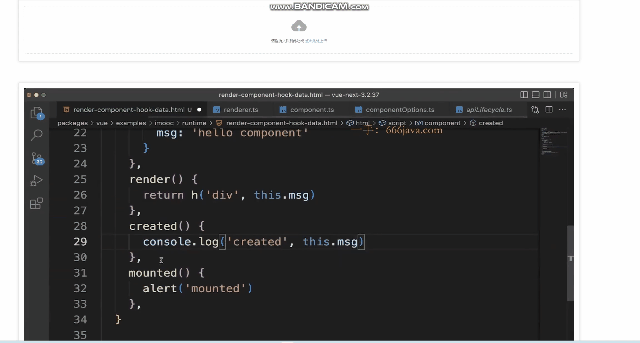 www.BANDICAM.com
render-component-hook-data.html — vue-next-3.2.37
render-component-hook-data.html U renderer.ts component.ts componentOptions.ts apiLifecycle.ts
packages > vue > examples > imooc > runtime > render-component-hook-data.html > html > script > component > created
666java.com
22 msg: 'hello component'
23 }
24 },
25 render() {
26 return h('div', this.msg)
27 },
28 created() {
29 console.log('created', this.msg)
30 },
31 mounted() {
32 alert('mounted')
33 },
34 }
35